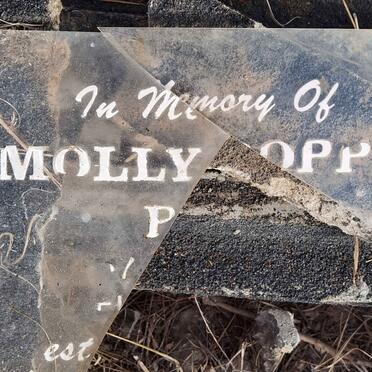 In Memory Of
MOLLY OPP
P
est